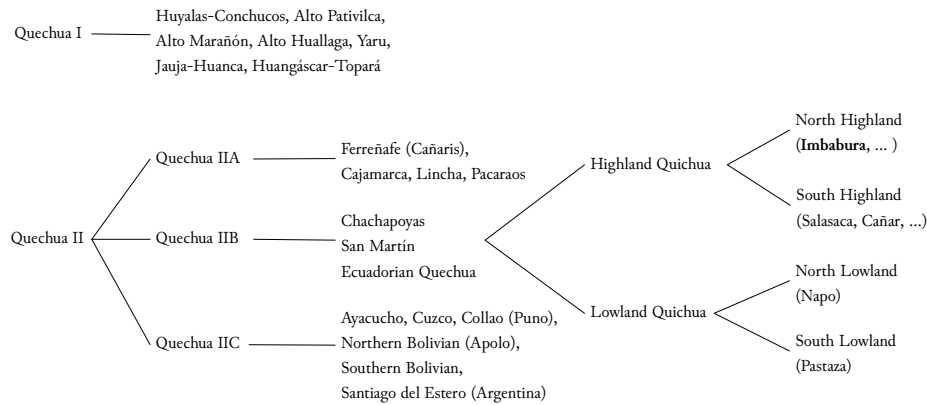 Quechua I
Huyalas-Conchucos, Alto Pativilca,
Alto Marañón, Alto Huallaga, Yaru,
Jauja-Huanca, Huangáscar-Topará
Quechua II
Quechua IIA
Ferreñafe (Cañaris),
Cajamarca, Lincha, Pacaraos
Quechua IIB
Chachapoyas
San Martín
Ecuadorian Quechua
Quechua IIC
Ayacucho, Cuzco, Collao (Puno),
Northern Bolivian (Apolo),
Southern Bolivian,
Santiago del Estero (Argentina)
Highland Quichua
North Highland
(Imbabura, ... )
South Highland
(Salasaca, Cañar, ...)
Lowland Quichua
North Lowland
(Napo)
South Lowland
(Pastaza)